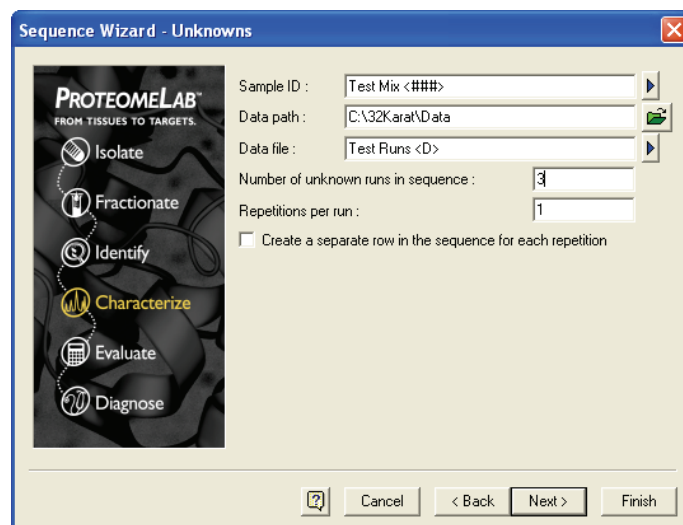 Sequence Wizard - Unknowns
PROTEOMELAB™
FROM TISSUES TO TARGETS.
Isolate
Fractionate
Identify
Characterize
Evaluate
Diagnose
Sample ID : Test Mix <###>
Data path : C:\32Karat\Data
Data file : Test Runs <D>
Number of unknown runs in sequence : 3
Repetitions per run : 1
Create a separate row in the sequence for each repetition
? Cancel < Back Next > Finish